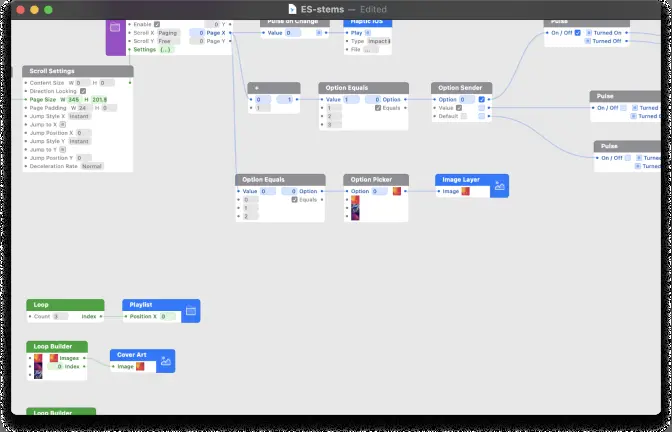 ES-stems — Edited
Enable 0 Y
Scroll X Paging 0 Page X
Scroll Y Free 0 Page Y
Settings {...}
Pulse on Change
Value 0
Haptic iOS
Play
Type Impact
File ...
Pulse
On / Off Turned On
Turned Off
Scroll Settings
Content Size W 0 H 0
Direction Locking
Page Size W 345 H 201.8
Page Padding W 24 H 0
Jump Style X Instant
Jump to X
Jump Position X 0
Jump Style Y Instant
Jump to Y
Jump Position Y 0
Deceleration Rate Normal
+
0 1
1
Option Equals
Value 1 0 Option
1 Equals
2
3
Option Sender
Option 0
Value
Default
Pulse
On / Off Turned
Turned O
Pulse
On / Off Turned
Turned
Option Equals
Value 0 0 Option
0 Equals
1
2
Option Picker
Option 0
Image Layer
Image
Loop
Count 3 Index
Playlist
Position X 0
Loop Builder
Images
0 Index
Cover Art
Image
Loop Builder